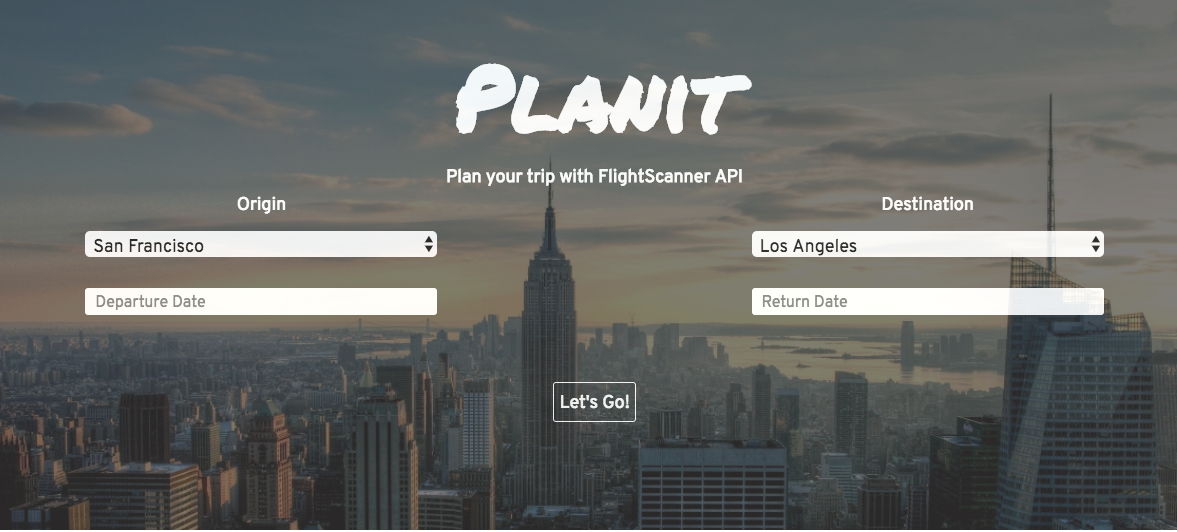 PLANIT
Plan your trip with FlightScanner API
Origin
Destination
San Francisco
Los Angeles
Departure Date
Return Date
Let's Go!